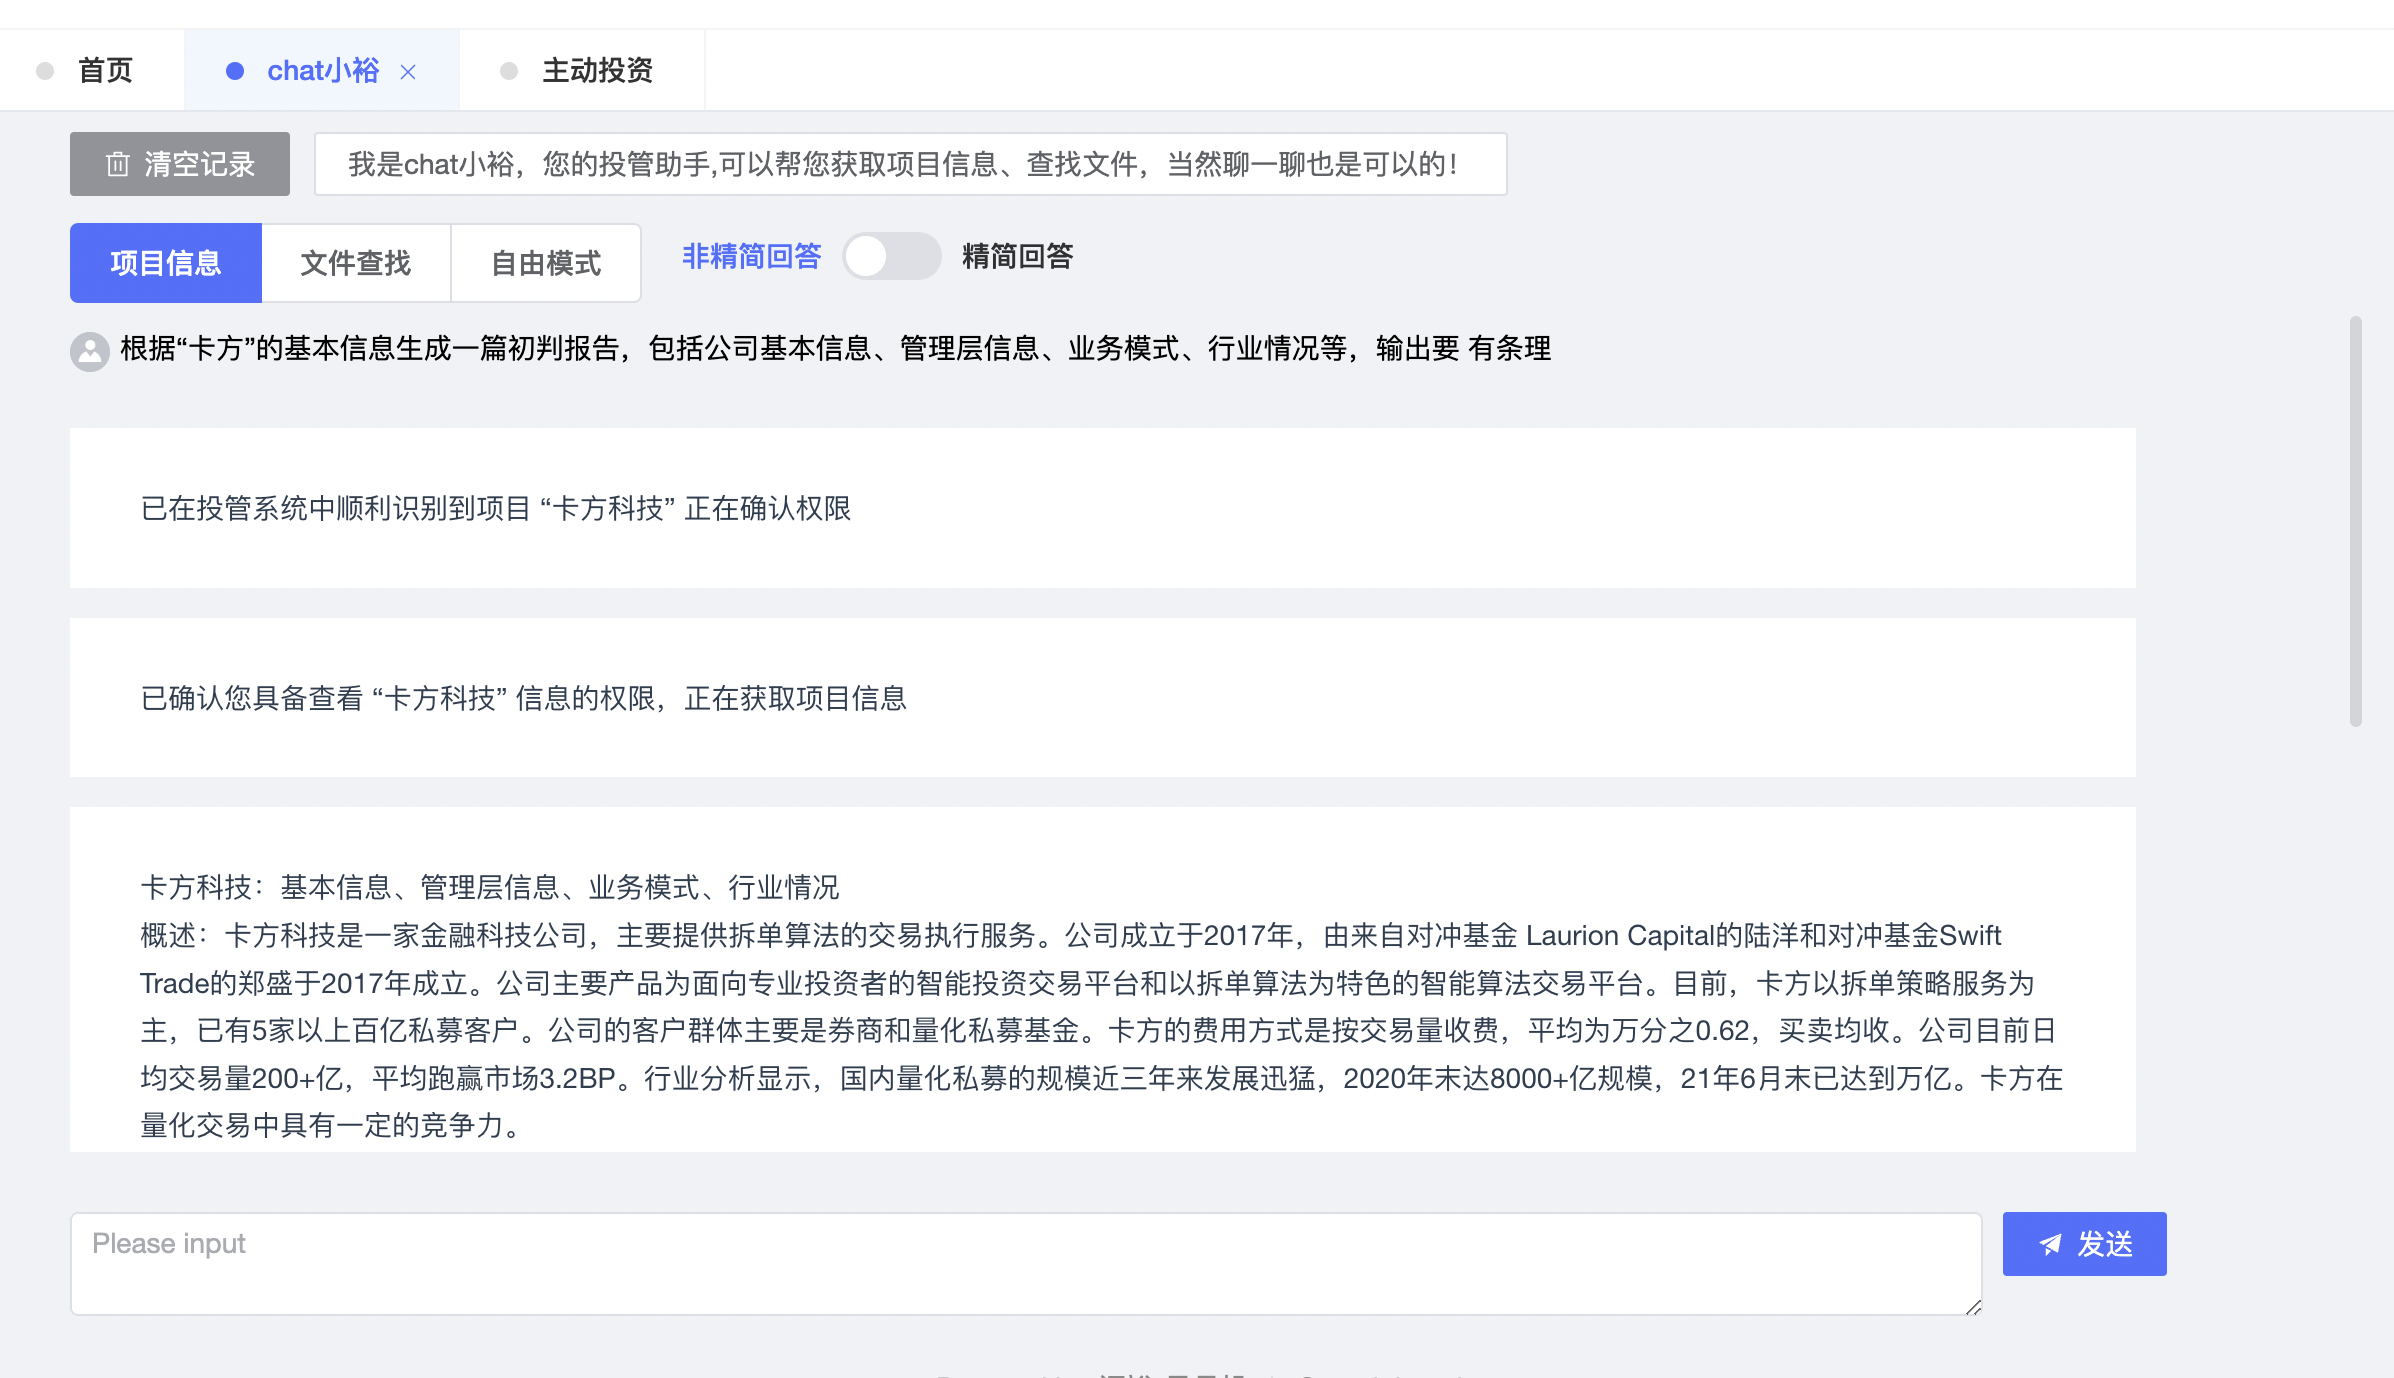 首页
chat小裕
主动投资
清空记录
我是chat小裕，您的投管助手,可以帮您获取项目信息、查找文件，当然聊一聊也是可以的！
项目信息
文件查找
自由模式
非精简回答
精简回答
根据“卡方”的基本信息生成一篇初判报告，包括公司基本信息、管理层信息、业务模式、行业情况等，输出要 有条理
已在投管系统中顺利识别到项目 “卡方科技” 正在确认权限
已确认您具备查看 “卡方科技” 信息的权限，正在获取项目信息
卡方科技：基本信息、管理层信息、业务模式、行业情况
概述：卡方科技是一家金融科技公司，主要提供拆单算法的交易执行服务。公司成立于2017年，由来自对冲基金 Laurion Capital的陆洋和对冲基金Swift
Trade的郑盛于2017年成立。公司主要产品为面向专业投资者的智能投资交易平台和以拆单算法为特色的智能算法交易平台。目前，卡方以拆单策略服务为
主，已有5家以上百亿私募客户。公司的客户群体主要是券商和量化私募基金。卡方的费用方式是按交易量收费，平均为万分之0.62，买卖均收。公司目前日
均交易量200+亿，平均跑赢市场3.2BP。行业分析显示，国内量化私募的规模近三年来发展迅猛，2020年末达8000+亿规模，21年6月末已达到万亿。卡方在
量化交易中具有一定的竞争力。
Please input
发送